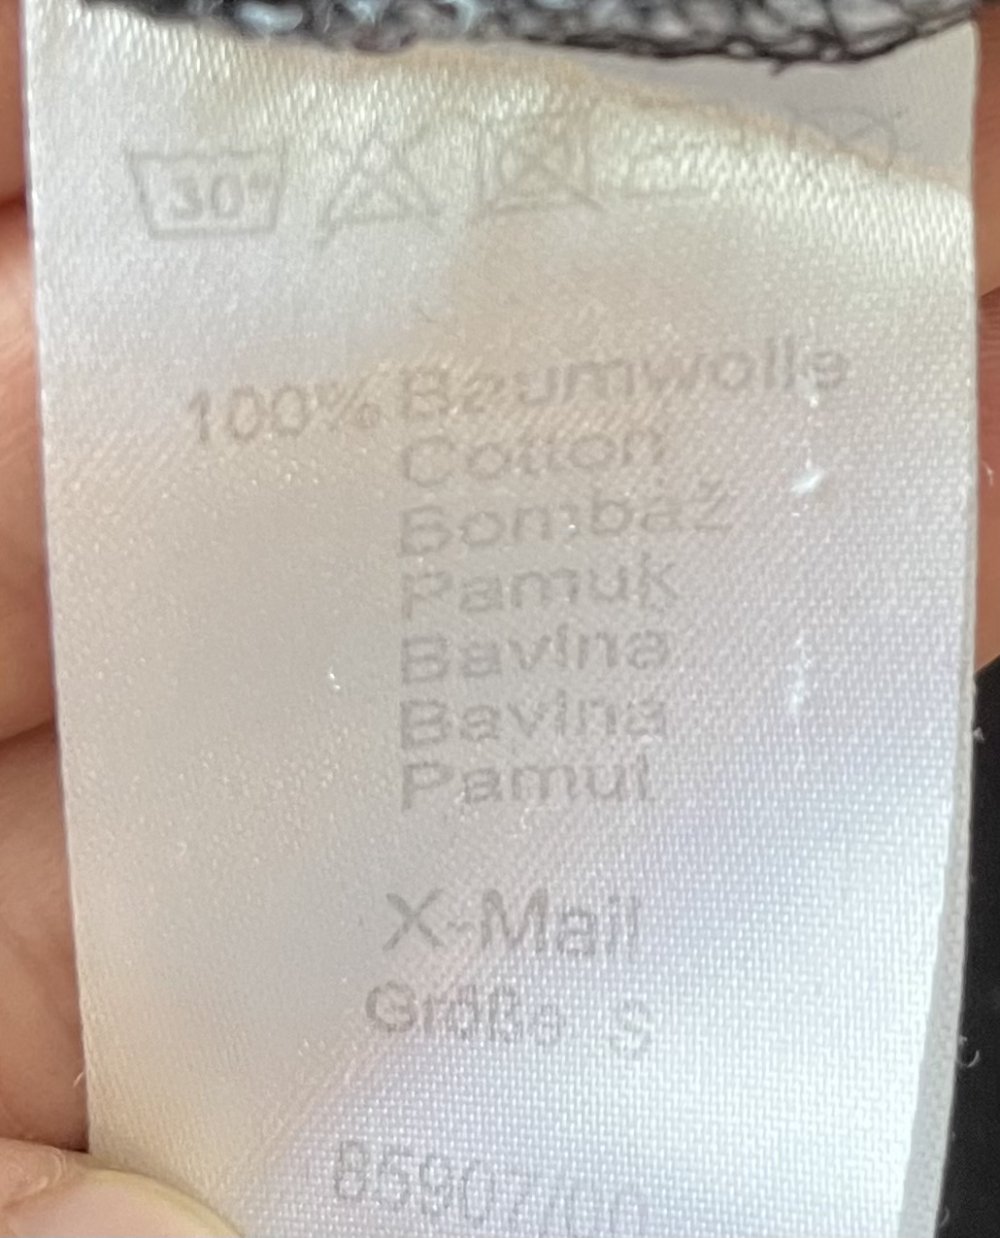 30°
100% Baumwolle
Cotton
Bombaž
Pamuk
Bavlna
Bavlna
Pamut
X-Mail
Größe S